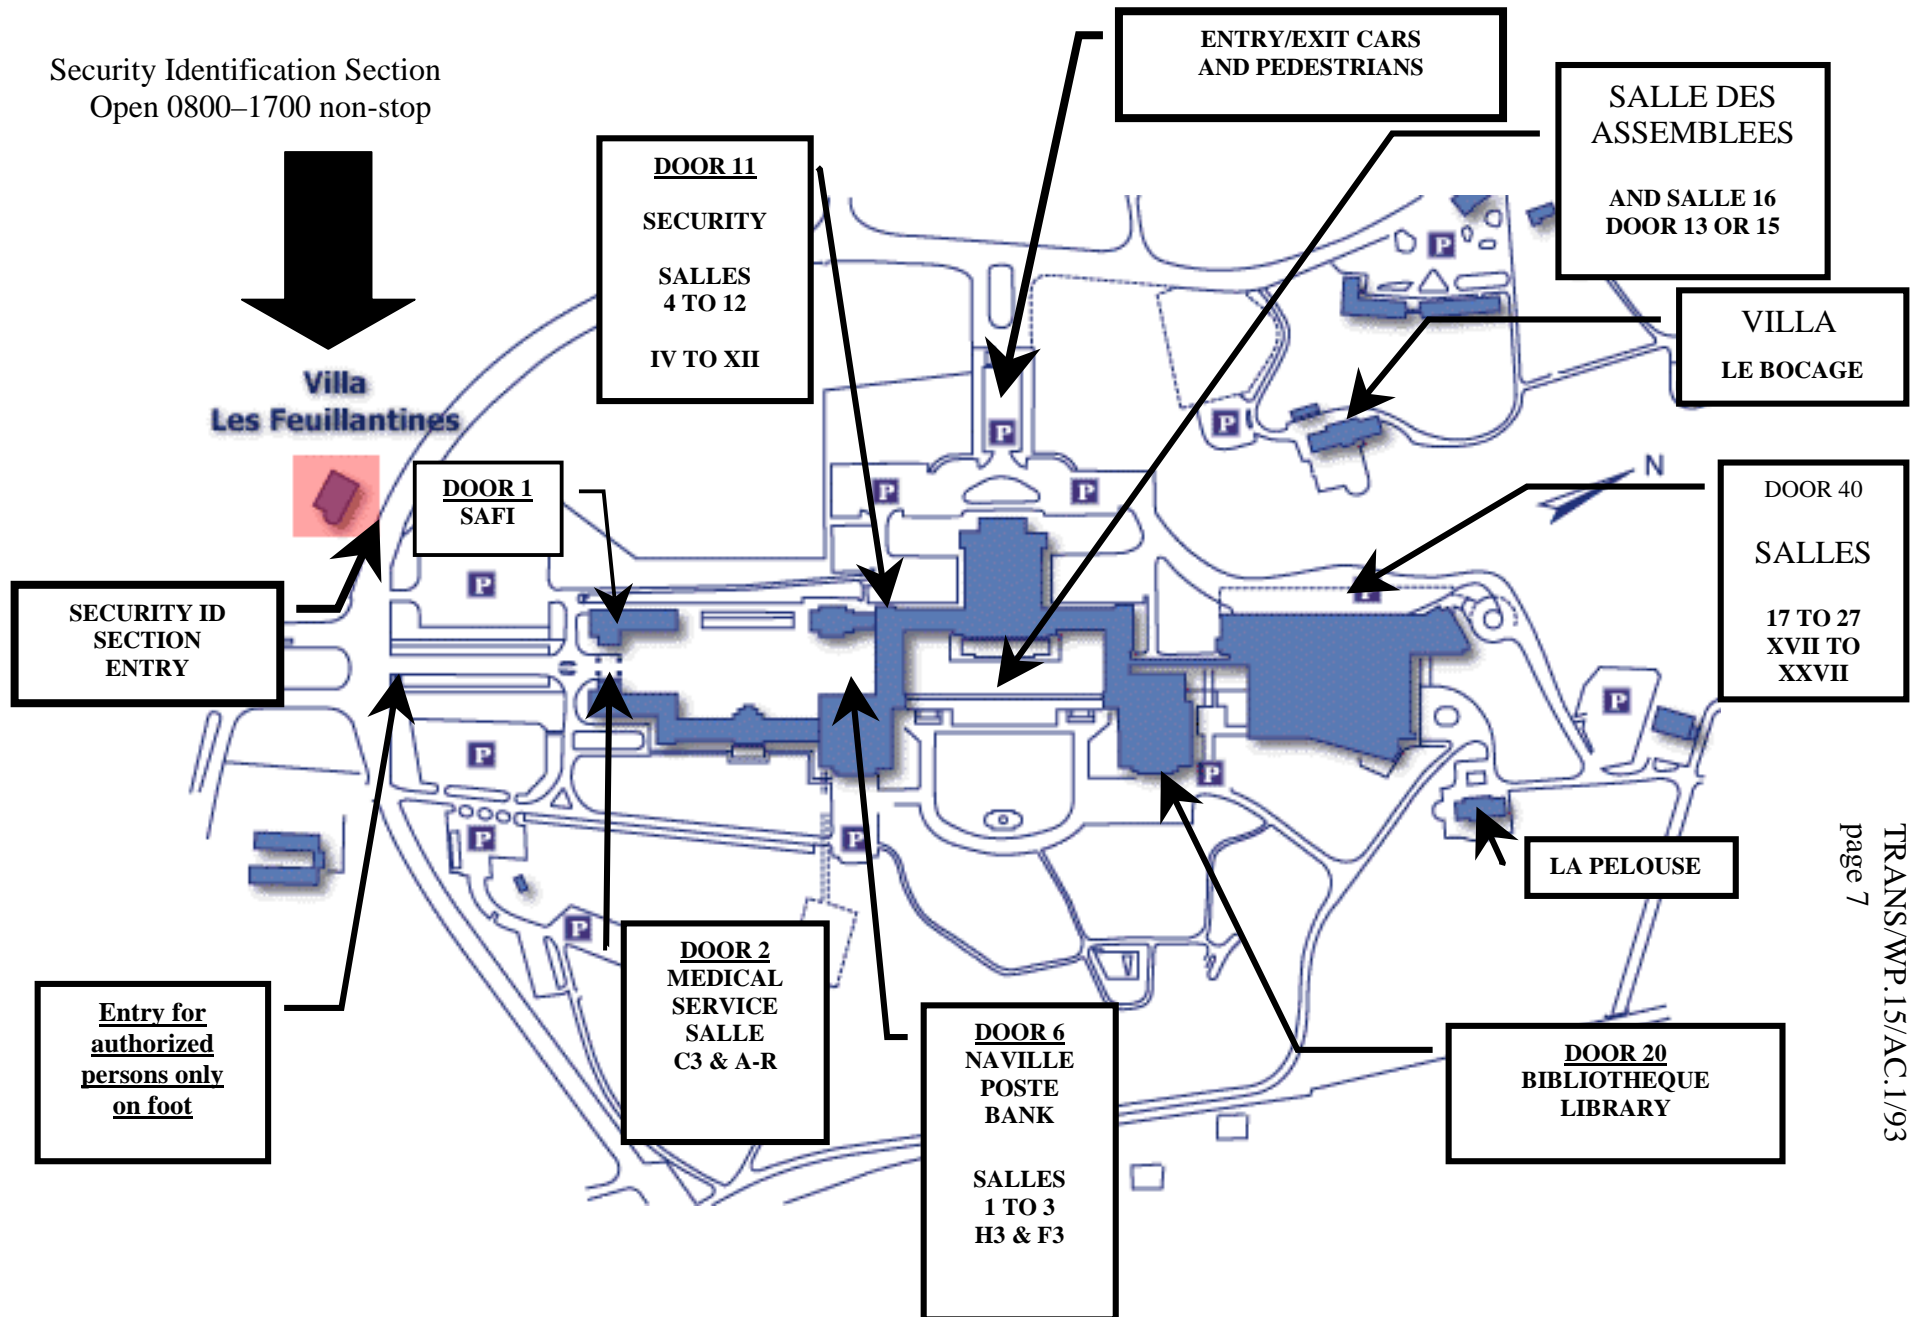 Security Identification Section
Open 0800–1700 non-stop
ENTRY/EXIT CARS
AND PEDESTRIANS
SALLE DES
ASSEMBLEES
AND SALLE 16
DOOR 13 OR 15
DOOR 11
SECURITY
SALLES
4 TO 12
IV TO XII
VILLA
LE BOCAGE
Villa
Les Feuillantines
DOOR 1
SAFI
N
DOOR 40
SALLES
17 TO 27
XVII TO
XXVII
SECURITY ID
SECTION
ENTRY
P
P
P
P
P
P
P
P
P
P
P
P
P
LA PELOUSE
Entry for
authorized
persons only
on foot
DOOR 2
MEDICAL
SERVICE
SALLE
C3 & A-R
DOOR 6
NAVILLE
POSTE
BANK
SALLES
1 TO 3
H3 & F3
DOOR 20
BIBLIOTHEQUE
LIBRARY
TRANS/WP.15/AC.1/93
page 7